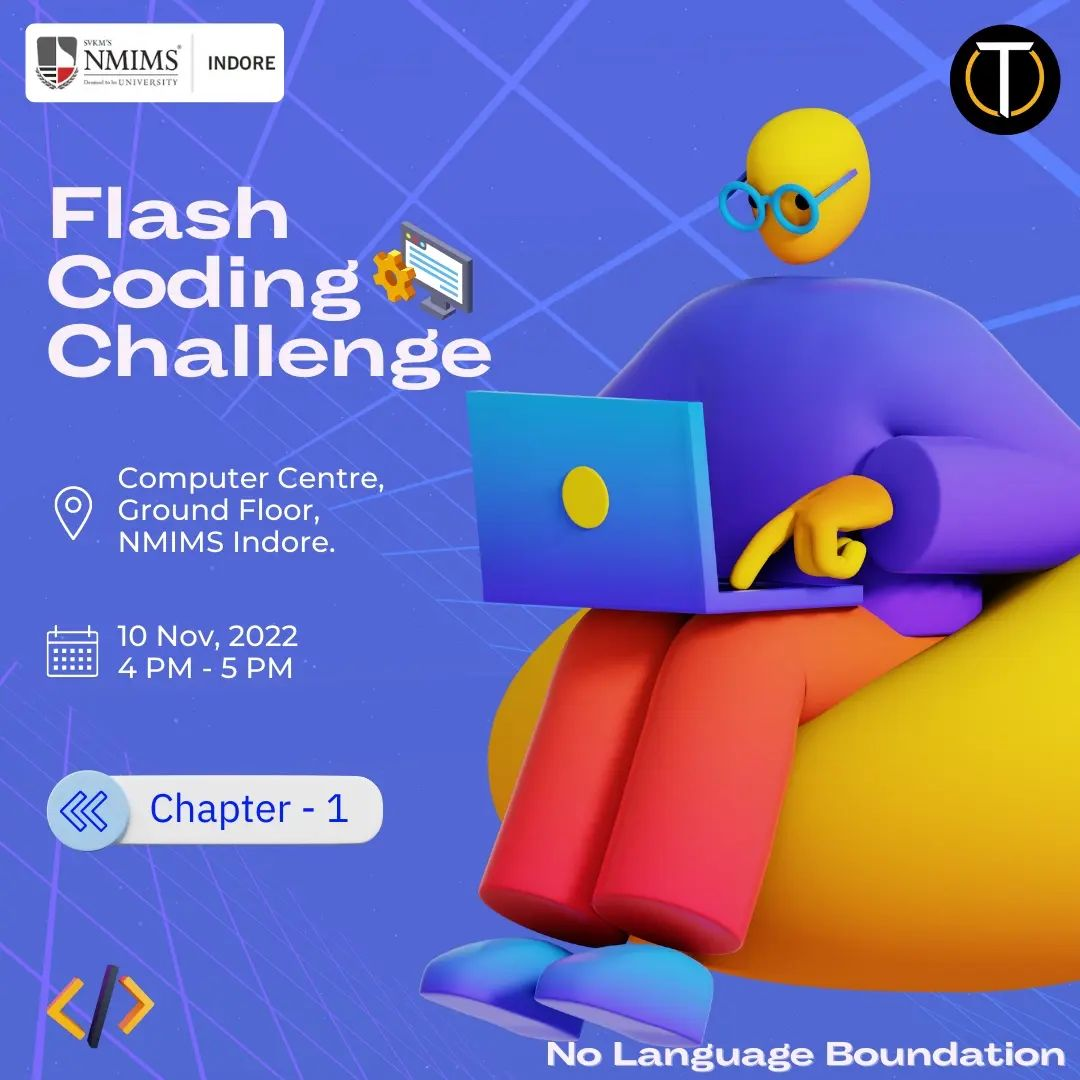 SVKM'S
NMIMS
Deemed to be UNIVERSITY
INDORE
Flash
Coding
Challenge
Computer Centre,
Ground Floor,
NMIMS Indore.
10 Nov, 2022
4 PM - 5 PM
Chapter - 1
No Language Boundation